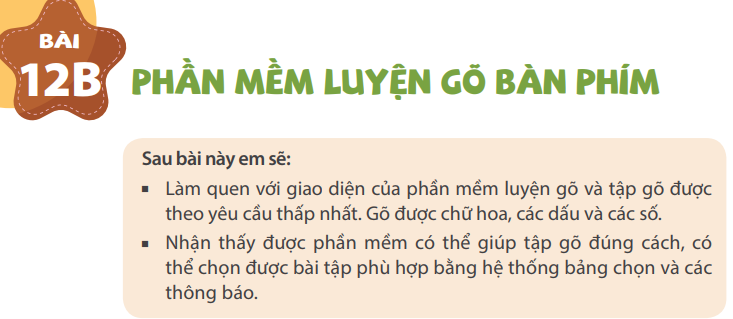 BÀI
12B
PHẦN MỀM LUYỆN GÕ BÀN PHÍM
Sau bài này em sẽ:
▪ Làm quen với giao diện của phần mềm luyện gõ và tập gõ được
theo yêu cầu thấp nhất. Gõ được chữ hoa, các dấu và các số.
▪ Nhận thấy được phần mềm có thể giúp tập gõ đúng cách, có
thể chọn được bài tập phù hợp bằng hệ thống bảng chọn và các
thông báo.